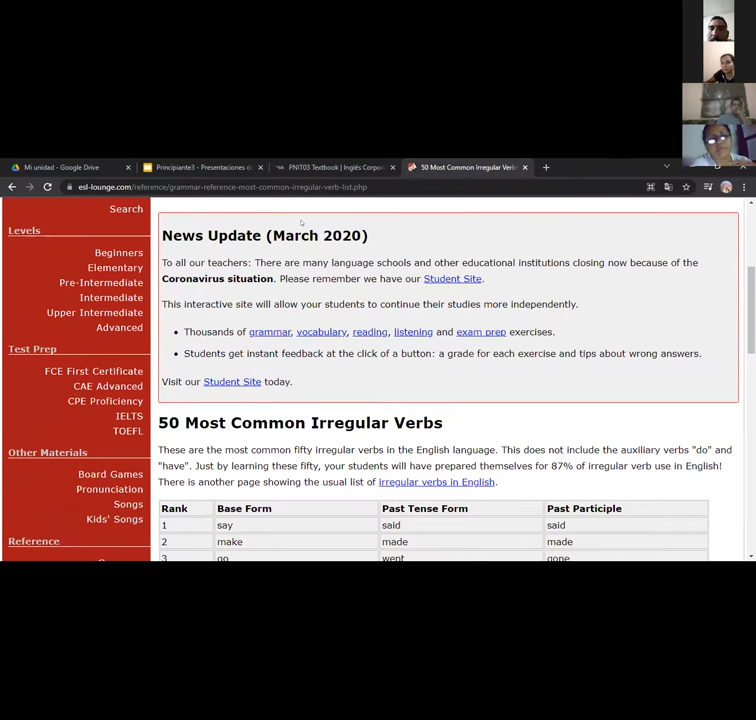 Mi unidad - Google Drive
Principiante3 - Presentaciones d
PNIT03 Textbook | Inglés Corpor
50 Most Common Irregular Verb
esl-lounge.com/reference/grammar-reference-most-common-irregular-verb-list.php
Search
Levels
Beginners
Elementary
Pre-Intermediate
Intermediate
Upper Intermediate
Advanced
Test Prep
FCE First Certificate
CAE Advanced
CPE Proficiency
IELTS
TOEFL
Other Materials
Board Games
Pronunciation
Songs
Kids' Songs
Reference
News Update (March 2020)
To all our teachers: There are many language schools and other educational institutions closing now because of the
Coronavirus situation. Please remember we have our Student Site.
This interactive site will allow your students to continue their studies more independently.
• Thousands of grammar, vocabulary, reading, listening and exam prep exercises.
• Students get instant feedback at the click of a button: a grade for each exercise and tips about wrong answers.
Visit our Student Site today.
50 Most Common Irregular Verbs
These are the most common fifty irregular verbs in the English language. This does not include the auxiliary verbs "do" and
"have". Just by learning these fifty, your students will have prepared themselves for 87% of irregular verb use in English!
There is another page showing the usual list of irregular verbs in English.
Rank Base Form Past Tense Form Past Participle
1 say said said
2 make made made
3 go went gone